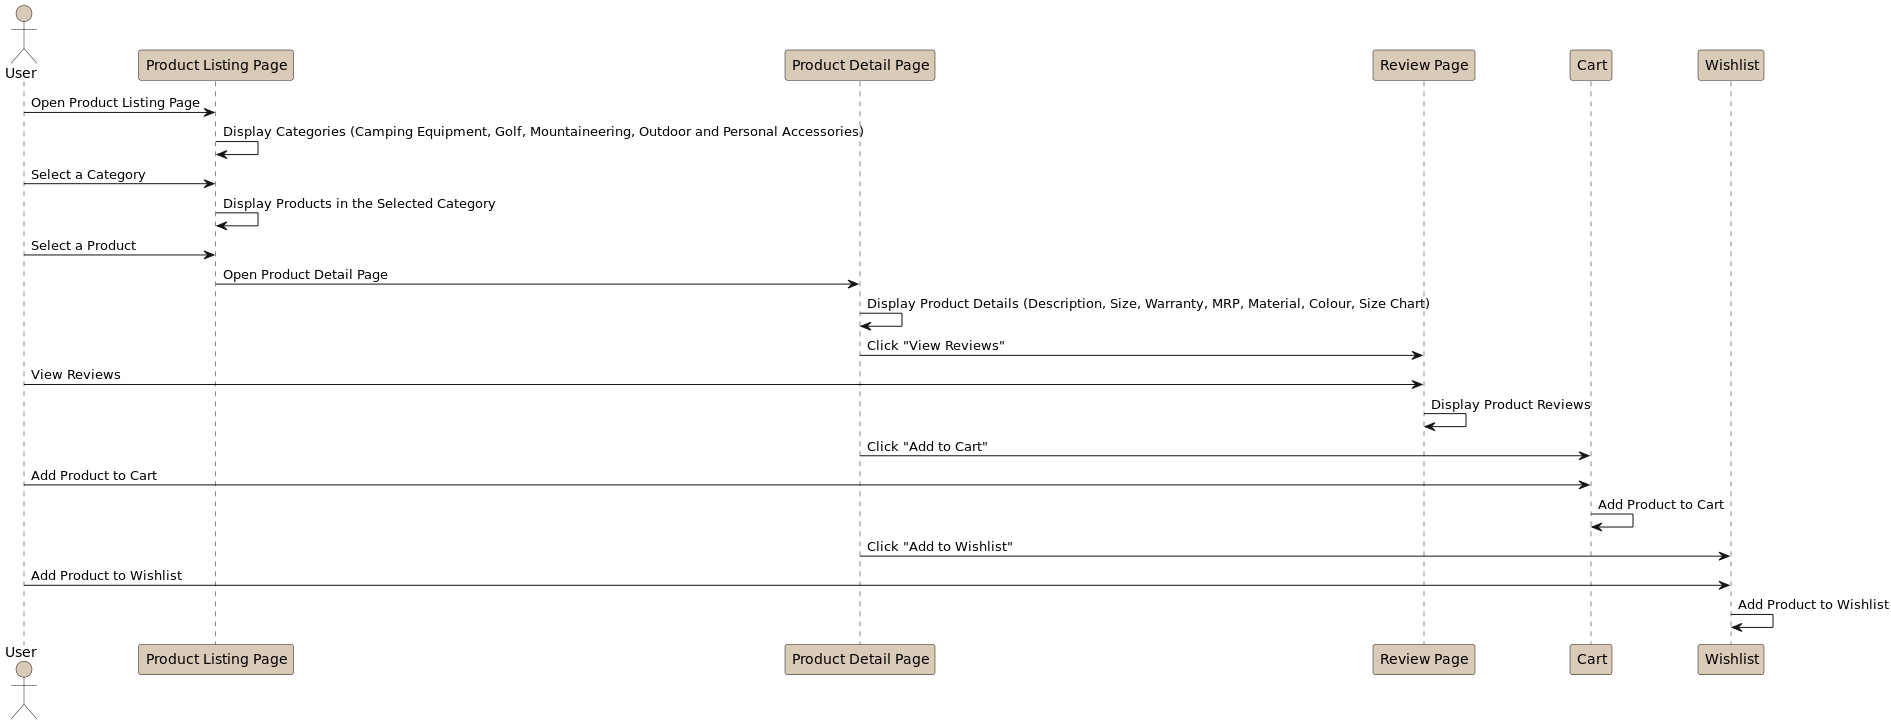 User
Product Listing Page
Product Detail Page
Review Page
Cart
Wishlist
Open Product Listing Page
Display Categories (Camping Equipment, Golf, Mountaineering, Outdoor and Personal Accessories)
Select a Category
Display Products in the Selected Category
Select a Product
Open Product Detail Page
Display Product Details (Description, Size, Warranty, MRP, Material, Colour, Size Chart)
Click "View Reviews"
View Reviews
Display Product Reviews
Click "Add to Cart"
Add Product to Cart
Add Product to Cart
Click "Add to Wishlist"
Add Product to Wishlist
Add Product to Wishlist
User
Product Listing Page
Product Detail Page
Review Page
Cart
Wishlist